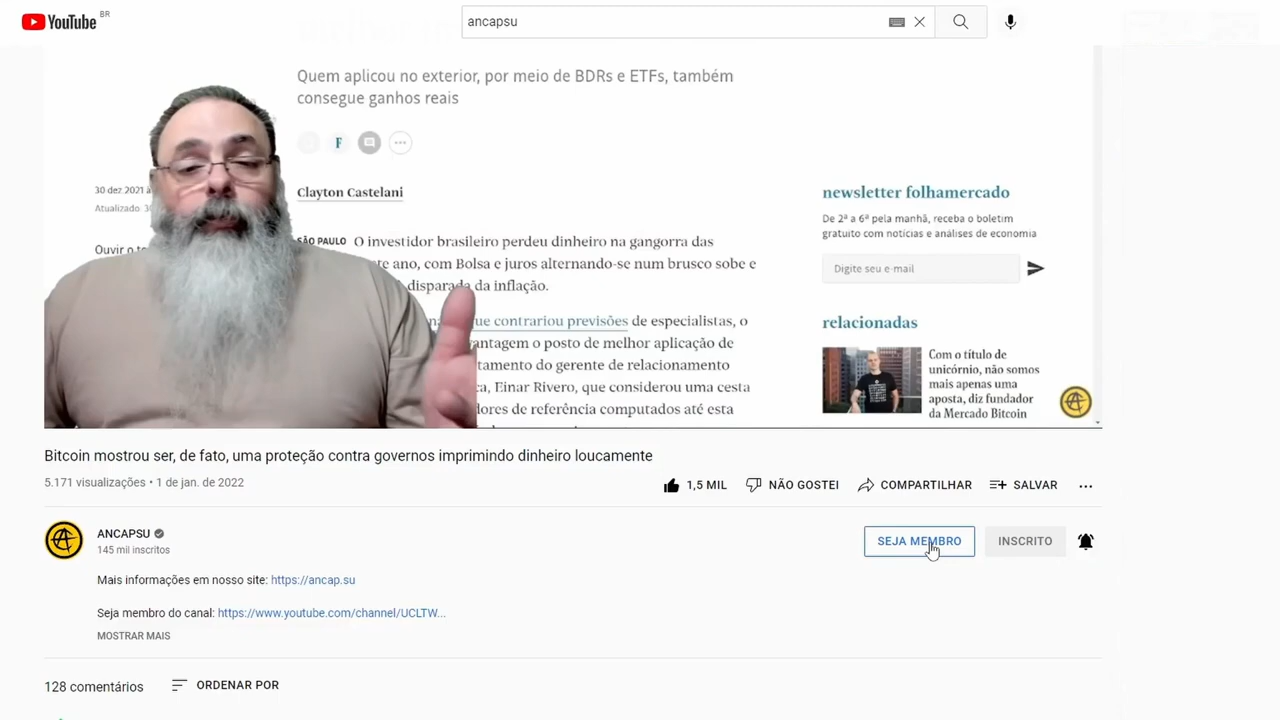 YouTube BR
ancapsu
Quem aplicou no exterior, por meio de BDRs e ETFs, também
consegue ganhos reais
F
30 dez.2021 à
Clayton Castelani
Atualizado: 30
Ouvir o te
SÃO PAULO O investidor brasileiro perdeu dinheiro na gangorra das
te ano, com Bolsa e juros alternando-se num brusco sobe e
disparada da inflação.
que contrariou previsões de especialistas, o
vantagem o posto de melhor aplicação de
tamento do gerente de relacionamento
ca, Einar Rivero, que considerou uma cesta
dores de referência computados até esta
newsletter folhamercado
De 2ª a 6ª pela manhã, receba o boletim
gratuito com notícias e análises de economia
Digite seu e-mail
relacionadas
Com o título de
unicórnio, não somos
mais apenas uma
aposta, diz fundador
da Mercado Bitcoin
Bitcoin mostrou ser, de fato, uma proteção contra governos imprimindo dinheiro loucamente
5.171 visualizações • 1 de jan. de 2022
1,5 MIL NÃO GOSTEI COMPARTILHAR SALVAR ...
ANCAPSU
145 mil inscritos
SEJA MEMBRO INSCRITO
Mais informações em nosso site: https://ancap.su
Seja membro do canal: https://www.youtube.com/channel/UCLTW...
MOSTRAR MAIS
128 comentários ORDENAR POR